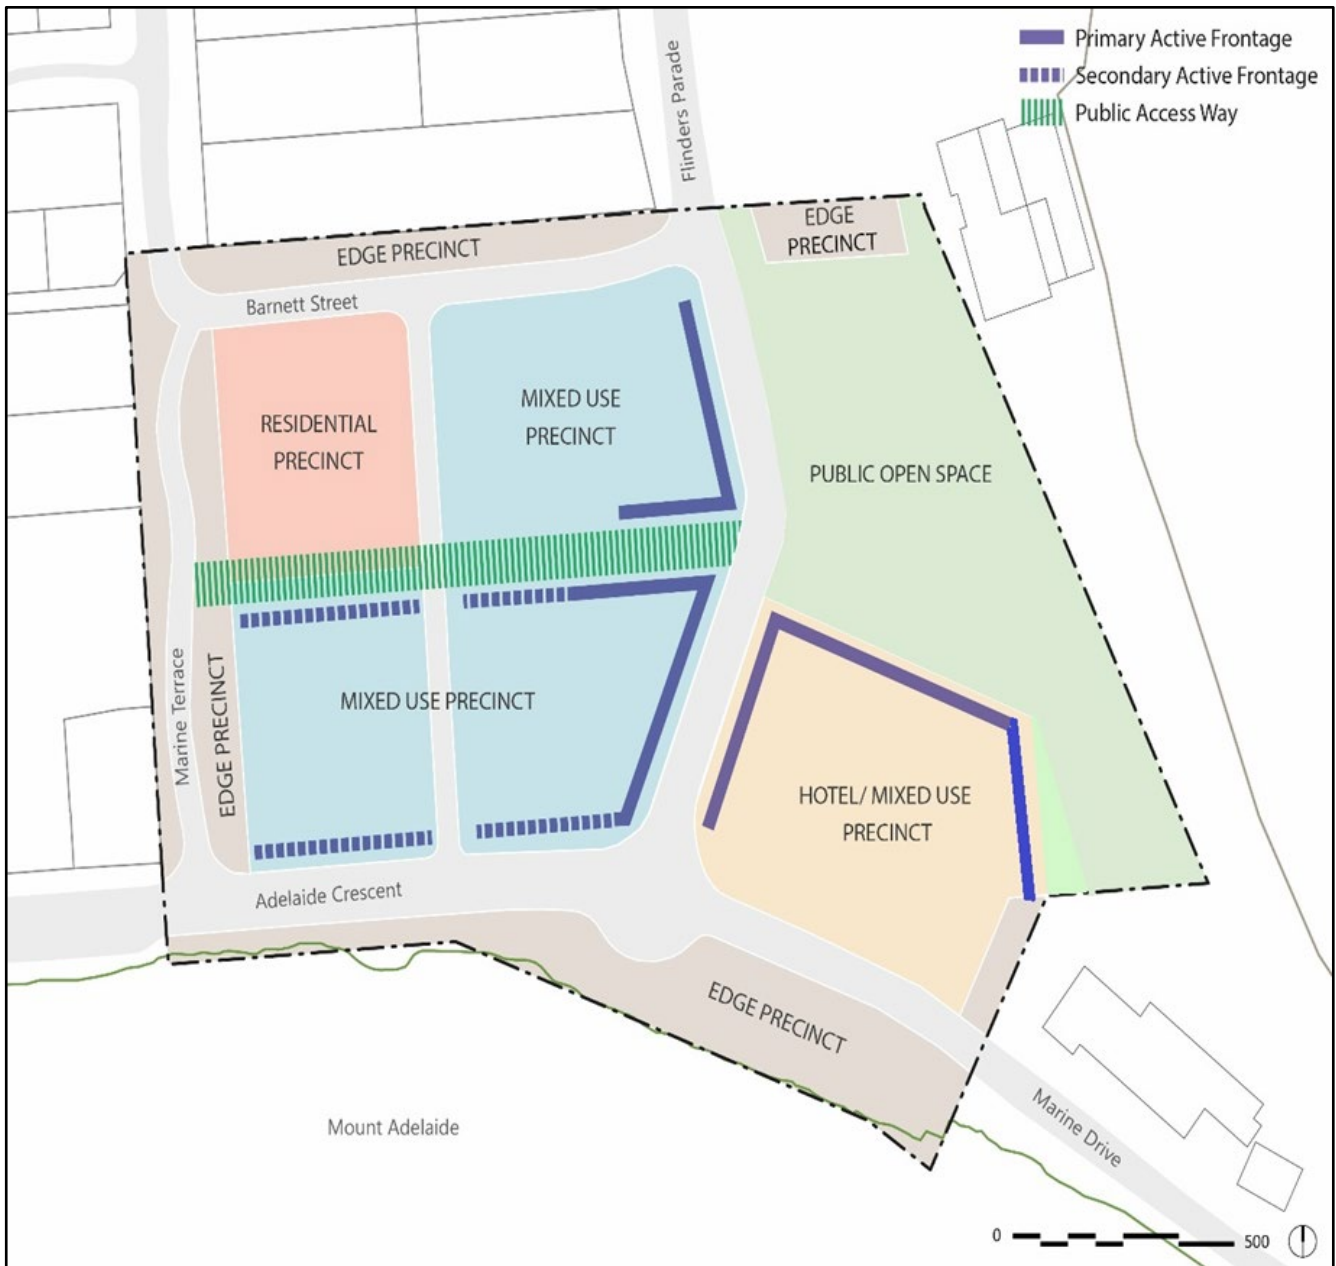 Primary Active Frontage
Secondary Active Frontage
Public Access Way
Flinders Parade
EDGE
PRECINCT
EDGE PRECINCT
Barnett Street
RESIDENTIAL
PRECINCT
MIXED USE
PRECINCT
PUBLIC OPEN SPACE
Marine Terrace
EDGE PRECINCT
MIXED USE PRECINCT
HOTEL/ MIXED USE
PRECINCT
Adelaide Crescent
EDGE PRECINCT
Mount Adelaide
Marine Drive
0 500